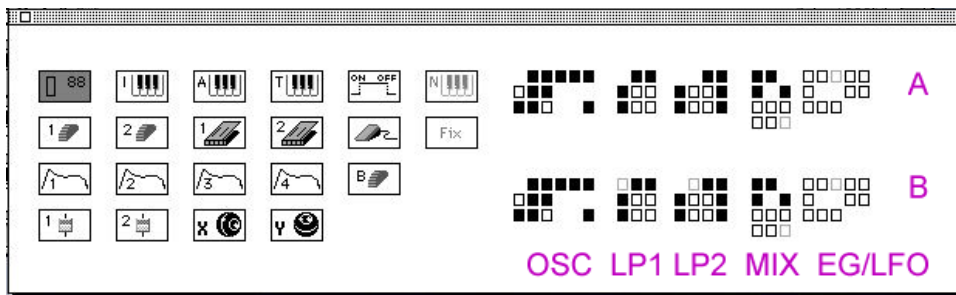 88 I A T ON OFF N A
1 2 1 2 Fix
1 2 3 4 B B
1 2 X Y
OSC LP1 LP2 MIX EG/LFO